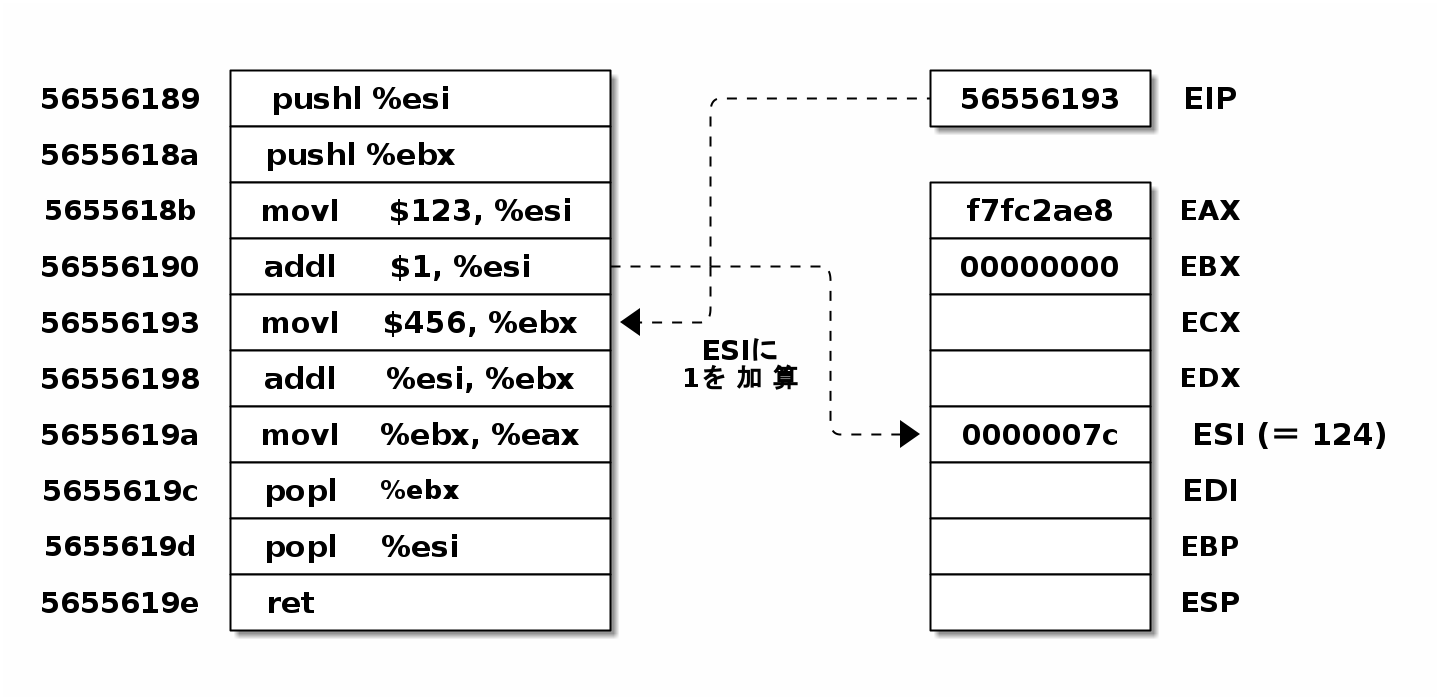 56556189 pushl %esi 56556193 EIP
5655618a pushl %ebx
5655618b movl $123, %esi f7fc2ae8 EAX
56556190 addl $1, %esi 00000000 EBX
56556193 movl $456, %ebx ECX
ESIに
56556198 addl %esi, %ebx 1を 加 算 EDX
5655619a movl %ebx, %eax 0000007c ESI (= 124)
5655619c popl %ebx EDI
5655619d popl %esi EBP
5655619e ret ESP